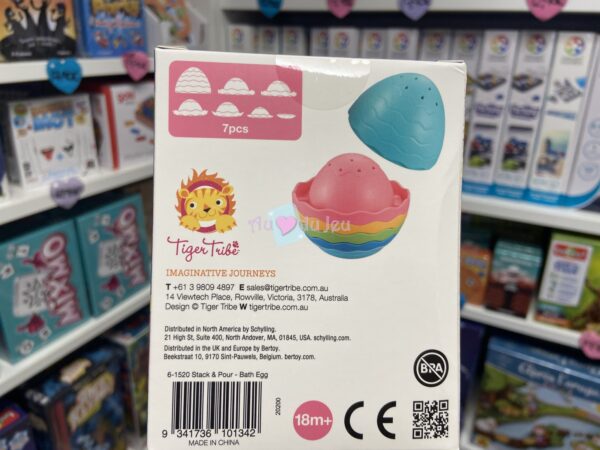 7pcs
Au Jeu
Tiger Tribe
IMAGINATIVE JOURNEYS
T +61 3 9809 4897 E sales@tigertribe.com.au
14 Viewtech Place, Rowville, Victoria, 3178, Australia
Design © Tiger Tribe W tigertribe.com.au
Distributed in North America by Schylling.
21 High St, Suite 400, North Andover, MA, 01845, USA. schylling.com
Distributed in the UK and Europe by Bertoy.
Beekstraat 10, 9170 Sint-Pauwels, Belgium. bertoy.com.
BPA
6-1520 Stack & Pour - Bath Egg
20200
18m+
CE
9 341736 101342
MADE IN CHINA
MIXMO
MIXMO